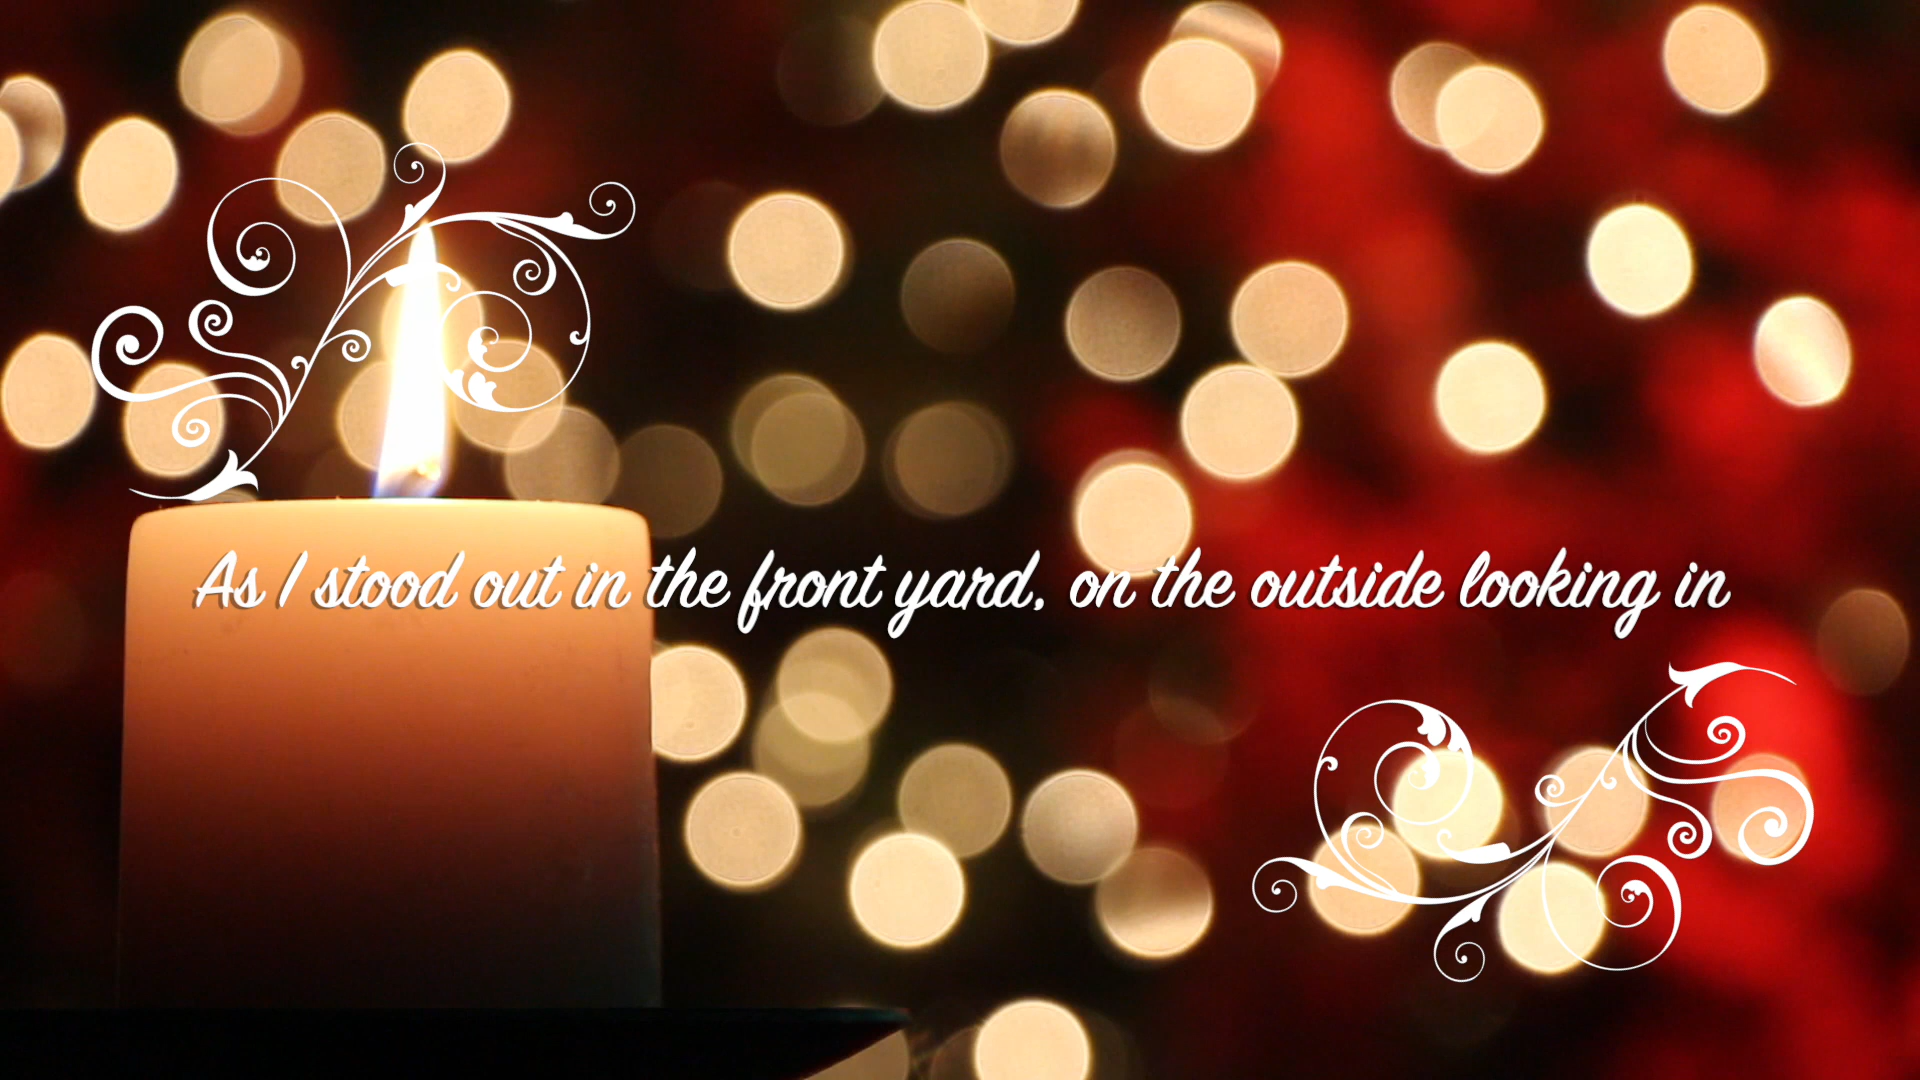 As I stood out in the front yard, on the outside looking in